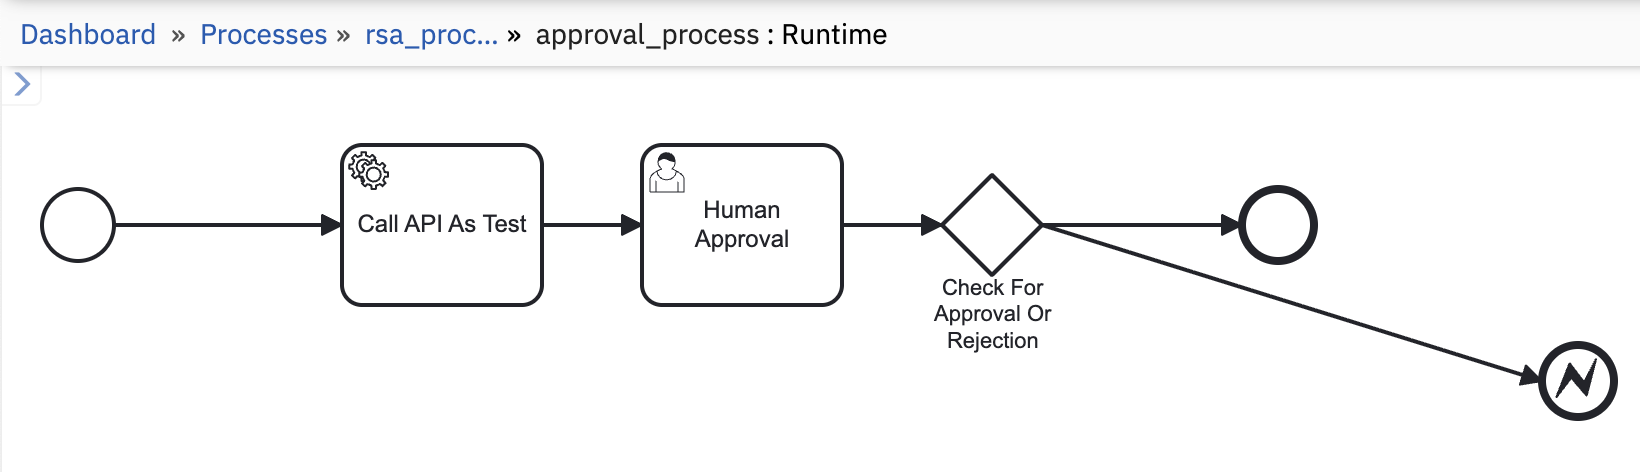 Dashboard » Processes » rsa_proc... » approval_process : Runtime
Call API As Test
Human
Approval
Check For
Approval Or
Rejection